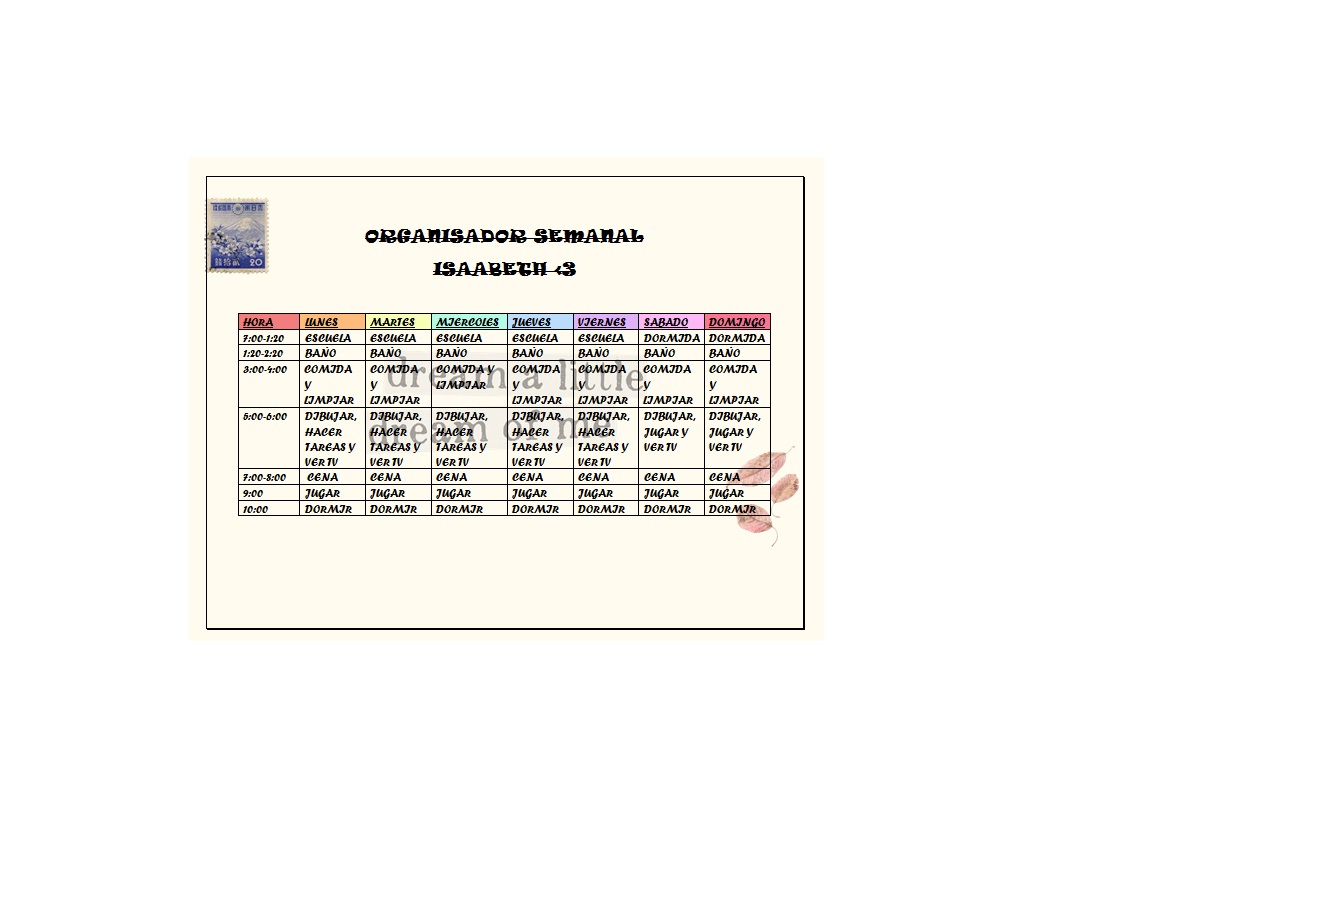 ORGANISADOR SEMANAL
ISAABETH <3
HORA LUNES MARTES MIERCOLES JUEVES VIERNES SABADO DOMINGO
7:00-1:20 ESCUELA ESCUELA ESCUELA ESCUELA ESCUELA DORMIDA DORMIDA
1:20-2:20 BAÑO BAÑO BAÑO BAÑO BAÑO BAÑO BAÑO
3:00-4:00 COMIDA COMIDA COMIDA Y COMIDA COMIDA COMIDA COMIDA
Y Y LIMPIAR Y Y Y Y
LIMPIAR LIMPIAR LIMPIAR LIMPIAR LIMPIAR LIMPIAR
5:00-6:00 DIBUJAR, DIBUJAR, DIBUJAR, DIBUJAR, DIBUJAR, DIBUJAR, DIBUJAR,
HACER HACER HACER HACER HACER JUGAR Y JUGAR Y
TAREAS Y TAREAS Y TAREAS Y TAREAS Y TAREAS Y VER TV VER TV
VER TV VER TV VER TV VER TV VER TV
7:00-8:00 CENA CENA CENA CENA CENA CENA CENA
9:00 JUGAR JUGAR JUGAR JUGAR JUGAR JUGAR JUGAR
10:00 DORMIR DORMIR DORMIR DORMIR DORMIR DORMIR DORMIR
dream a little
dream of me
20